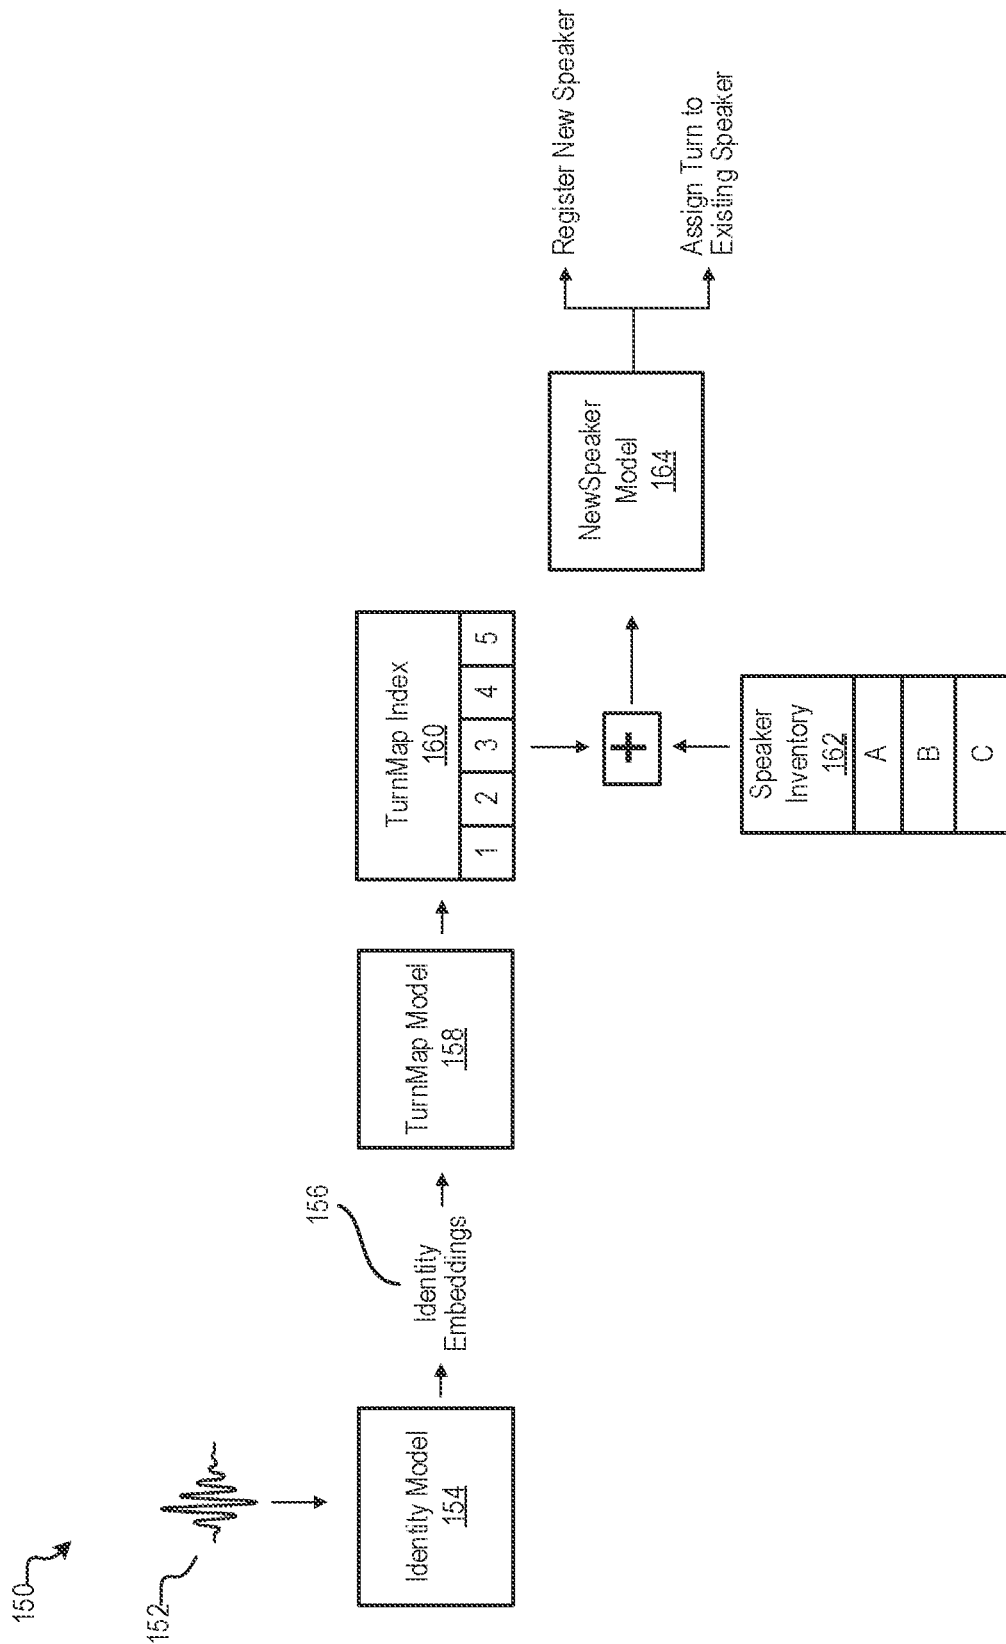 150
152
Identity Model
154
156
Identity
Embeddings
TurnMap Model
158
TurnMap Index
160
1 2 3 4 5
+
Speaker
Inventory
162
A
B
C
NewSpeaker
Model
164
Register New Speaker
Assign Turn to
Existing Speaker